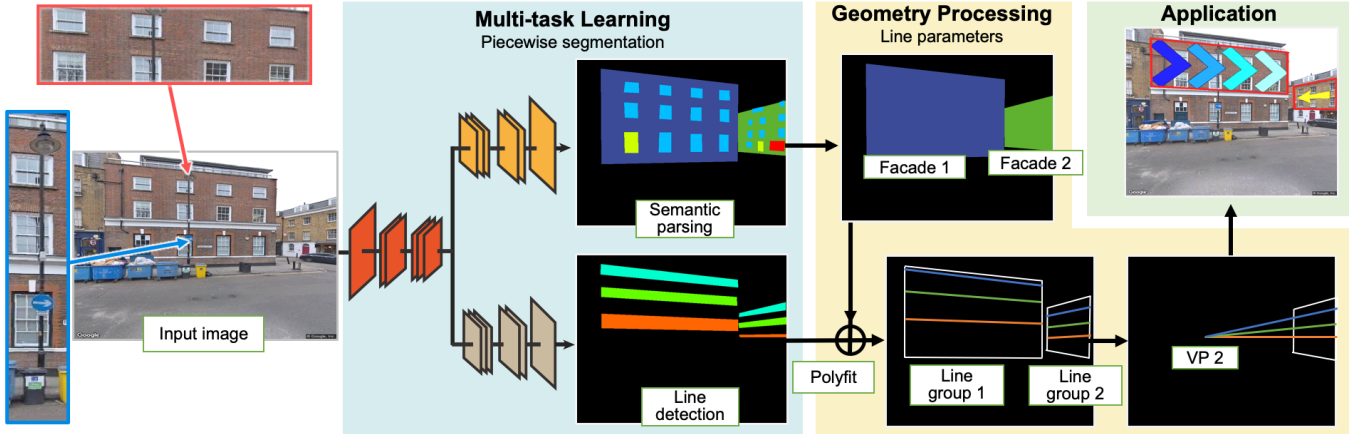 Multi-task Learning
Piecewise segmentation
Geometry Processing
Line parameters
Application
Semantic
parsing
Facade 1
Facade 2
Google
Google
Input image
Line
detection
Polyfit
Line
group 1
Line
group 2
VP 2